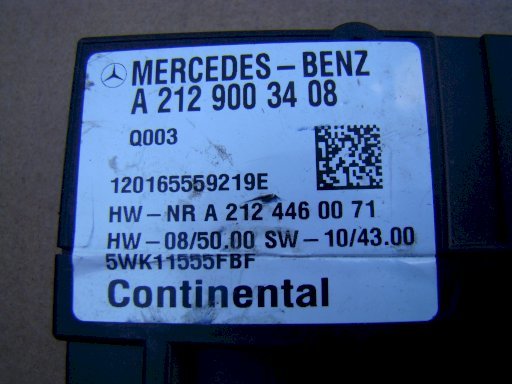 MERCEDES-BENZ
A 212 900 34 08
Q003
120165559219E
HW-NR A 212 446 00 71
HW-08/50.00 SW-10/43.00
5WK11555FBF
Continental